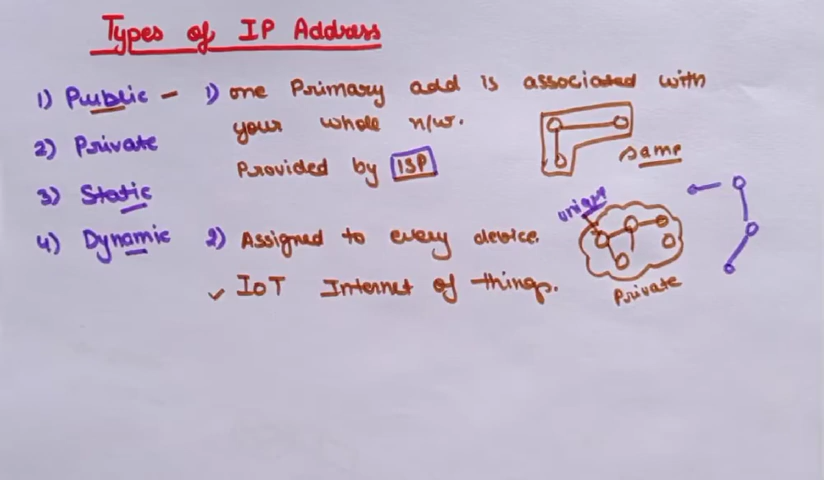 Types of IP Address
1) Public - 1) one Primary add is associated with
your whole n/w.
2) Private
Provided by ISP
same
3) Static
unique
4) Dynamic 2) Assigned to every device.
✓ IoT Internet of things.
Private